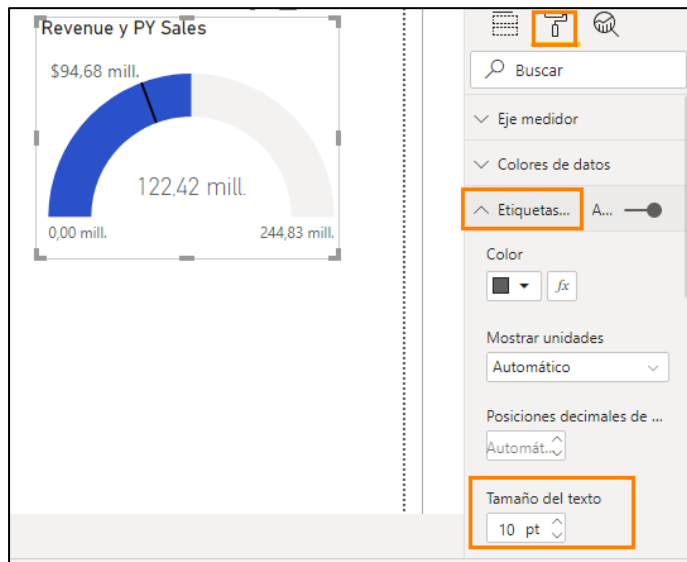 Revenue y PY Sales
$94,68 mill.
122,42 mill.
0,00 mill.
244,83 mill.
Buscar
Eje medidor
Colores de datos
Etiquetas... A...
Color
fx
Mostrar unidades
Automático
Posiciones decimales de ...
Automát...
Tamaño del texto
10 pt